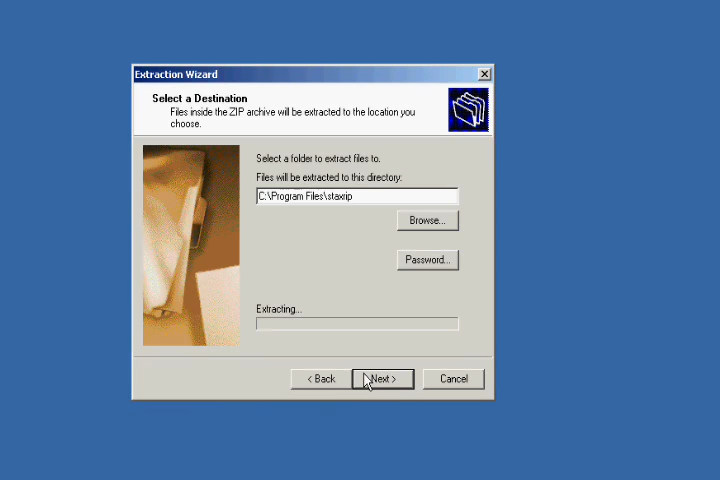 Extraction Wizard
Select a Destination
Files inside the ZIP archive will be extracted to the location you
choose.
Select a folder to extract files to.
Files will be extracted to this directory:
C:\Program Files\staxrip
Browse...
Password...
Extracting...
< Back
Next >
Cancel